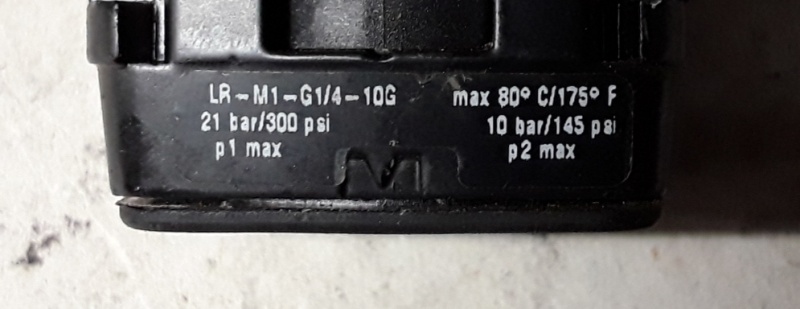 LR-M1-G1/4-10G
max 80° C/175° F
21 bar/300 psi
10 bar/145 psi
p1 max
p2 max